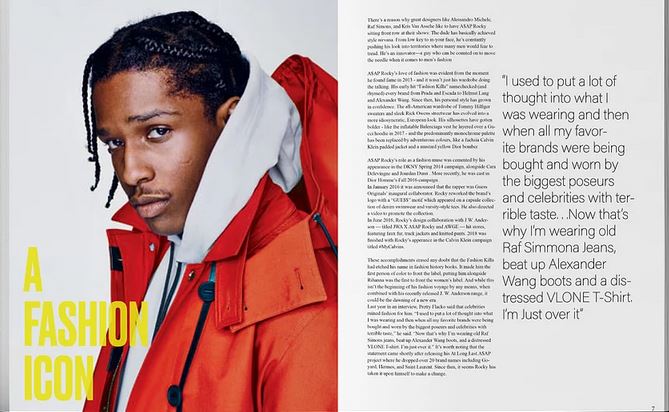 A
FASHION
ICON
There's a reason why great designers like Alessandro Michele,
Raf Simons, and Kris Van Assche like to have ASAP Rocky
sitting front row at their shows: The dude has basically achieved
style nirvana. From low key to in your face, he's constantly
pushing his look into territories where many men would fear to
trend. He's an innovator—a guy who can be counted on to move
the needle when it comes to men's fashion
ASAP Rocky's love of fashion was evident from the moment
he found fame in 2013 - and it wasn't just his wardrobe doing
the talking. His early hit "Fashion Killa" namechecked (and
rhymed) every brand from Prada and Escada to Helmut Lang
and Alexander Wang. Since then, his personal style has grown
in confidence. The all-American wardrobe of Tommy Hilfiger
sweaters and sleek Rick Owens streetwear has evolved into a
more idiosyncratic, European look. His silhouettes have gotten
bolder - like the inflatable Balenciaga vest he layered over a Gu-
cci hoodie in 2017 - and the predominantly monochrome palette
has been replaced by adventurous colours, like a fuchsia Calvin
Klein padded jacket and a mustard yellow Dior bomber.
ASAP Rocky's role as a fashion muse was cemented by his
appearance in the DKNY Spring 2014 campaign, alongside Cara
Delevingne and Jourdan Dunn. More recently, he was cast in
Dior Homme's Fall 2016 campaign.
In January 2016 it was announced that the rapper was Guess
Originals' inaugural collaborator. Rocky reworked the brand's
logo with a "GUE$$" motif which appeared on a capsule collec-
tion of denim swimwear and varsity-style tees. He also directed
a video to promote the collection.
In June 2016, Rocky's design collaboration with J.W. Ander-
son — titled JWA X ASAP Rocky and AWGE — hit stores,
featuring faux fur, track jackets and knitted pants. 2018 was
finished with Rocky's appearance in the Calvin Klein campaign
titled #MyCalvins.
These accomplishments erased any doubt that the Fashion Killa
had etched his name in fashion history books. It made him the
first person of color to front the label, putting him alongside
Rihanna was the first to front the women's label. And while this
isn't the beginning of his fashion voyage by any means, when
combined with his recently released J. W. Anderson range, it
could be the dawning of a new era.
Last year in an interview, Pretty Flacko said that celebrities
ruined fashion for him. "I used to put a lot of thought into what
I was wearing and then when all my favorite brands were being
bought and worn by the biggest poseurs and celebrities with
terrible taste," he said. "Now that's why I'm wearing old Raf
Simons jeans, beat up Alexander Wang boots, and a distressed
VLONE T-shirt. I'm just over it." It's worth noting that the
statement came shortly after releasing his At Long Last ASAP
project where he dropped over 20 brand names including Go-
yard, Hermes, and Saint Laurent. Since then, it seems Rocky has
taken it upon himself to make a change.
"I used to put a lot of
thought into what I
was wearing and then
when all my favor-
ite brands were being
bought and worn by
the biggest poseurs
and celebrities with ter-
rible taste. . .Now that's
why I'm wearing old
Raf Simmona Jeans,
beat up Alexander
Wang boots and a dis-
tressed VLONE T-Shirt.
I'm Just over it"
7